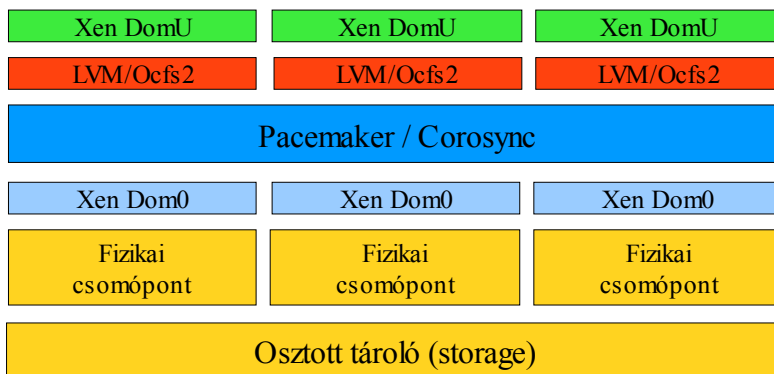 Xen DomU Xen DomU Xen DomU
LVM/Ocfs2 LVM/Ocfs2 LVM/Ocfs2
Pacemaker / Corosync
Xen Dom0 Xen Dom0 Xen Dom0
Fizikai Fizikai Fizikai
csomópont csomópont csomópont
Osztott tároló (storage)